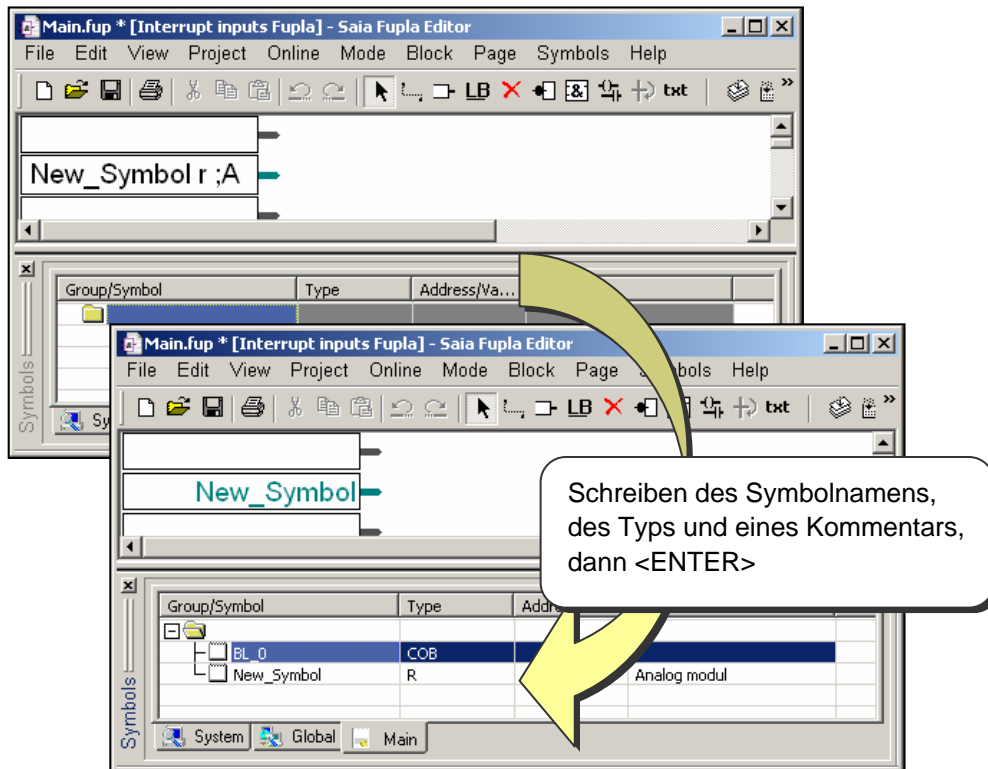 Main.fup * [Interrupt inputs Fupla] - Saia Fupla Editor
File Edit View Project Online Mode Block Page Symbols Help
LB & txt »
New_Symbol r ;A
Group/Symbol Type Address/Va...
Symbols
Sy
Main.fup * [Interrupt inputs Fupla] - Saia Fupla Editor
File Edit View Project Online Mode Block Page bols Help
LB txt »
New_Symbol
Schreiben des Symbolnamens,
des Typs und eines Kommentars,
dann <ENTER>
Group/Symbol Type Addre
BL_0 COB
New_Symbol R Analog modul
Symbols
System Global Main